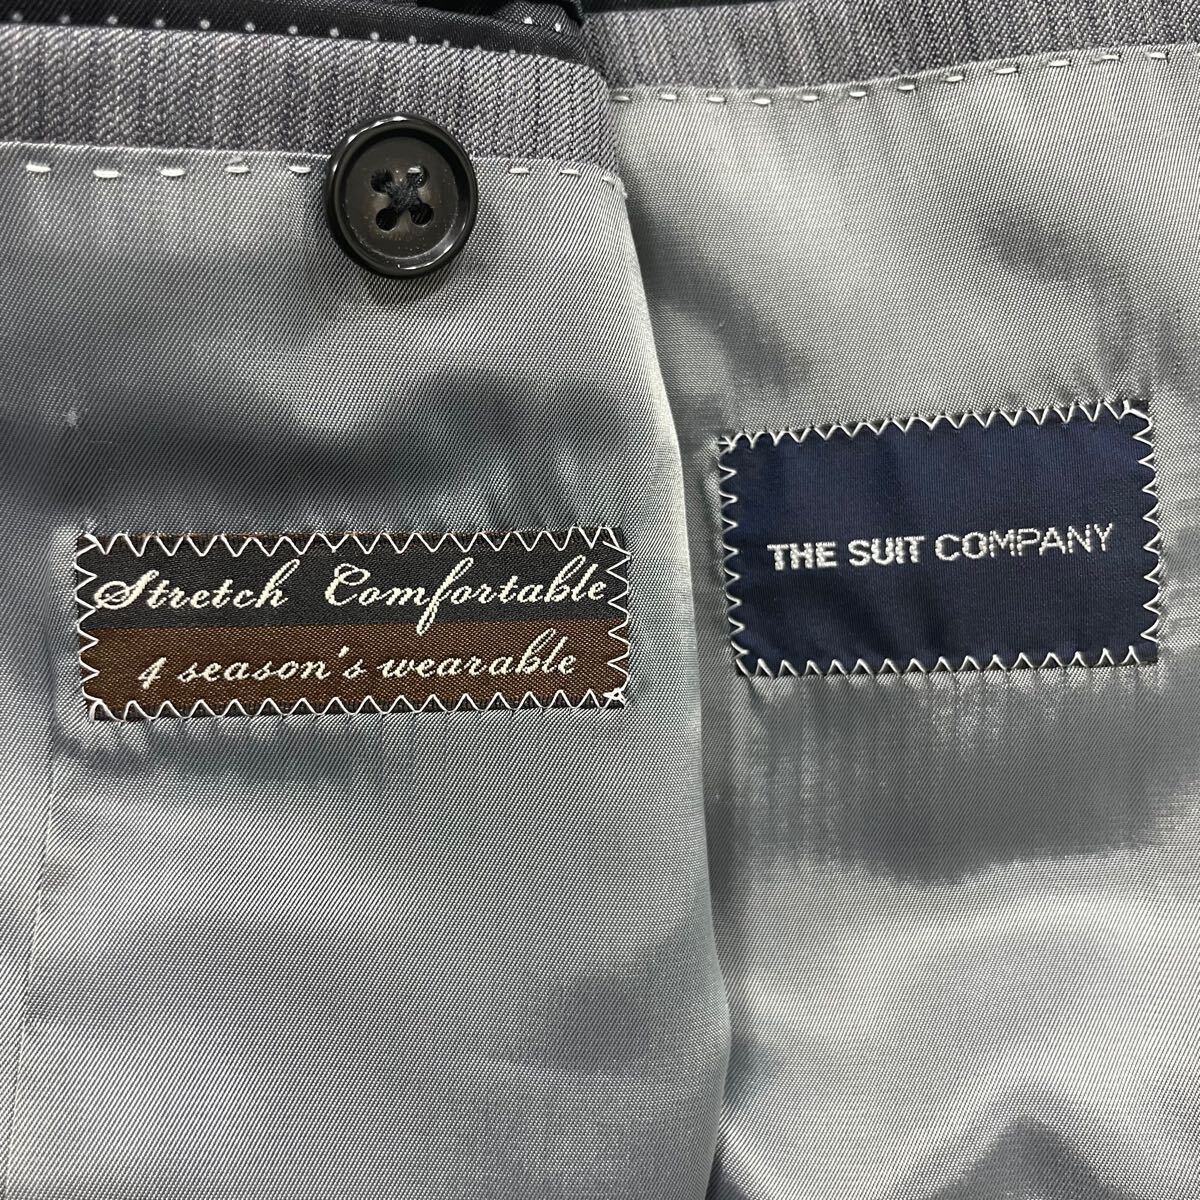 Stretch Comfortable
4 season's wearable
THE SUIT COMPANY